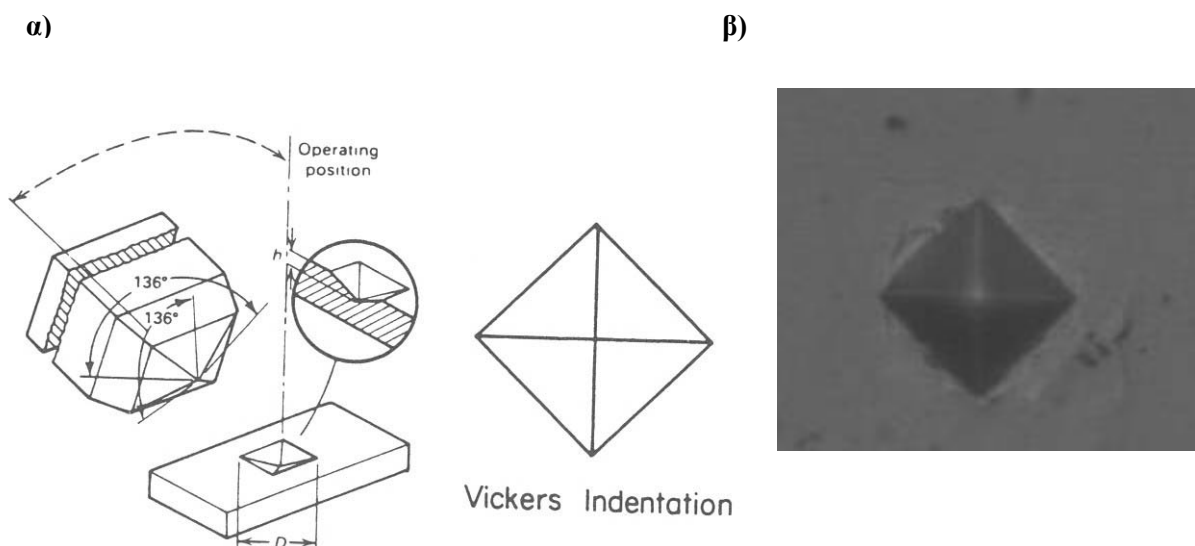 α)
β)
Operating
position
h
136°
136°
D
Vickers Indentation